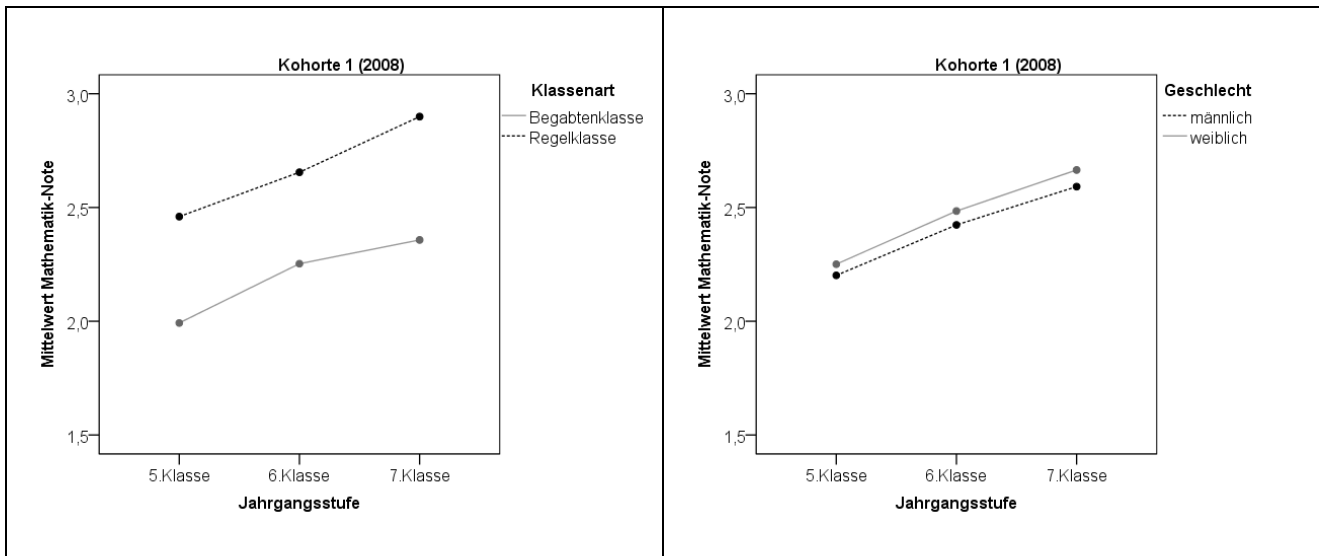 Kohorte 1 (2008)
Mittelwert Mathematik-Note
3,0
2,5
2,0
1,5
5.Klasse
6.Klasse
7.Klasse
Jahrgangsstufe
Klassenart
Begabtenklasse
Regelklasse
Kohorte 1 (2008)
Mittelwert Mathematik-Note
3,0
2,5
2,0
1,5
5.Klasse
6.Klasse
7.Klasse
Jahrgangsstufe
Geschlecht
männlich
weiblich